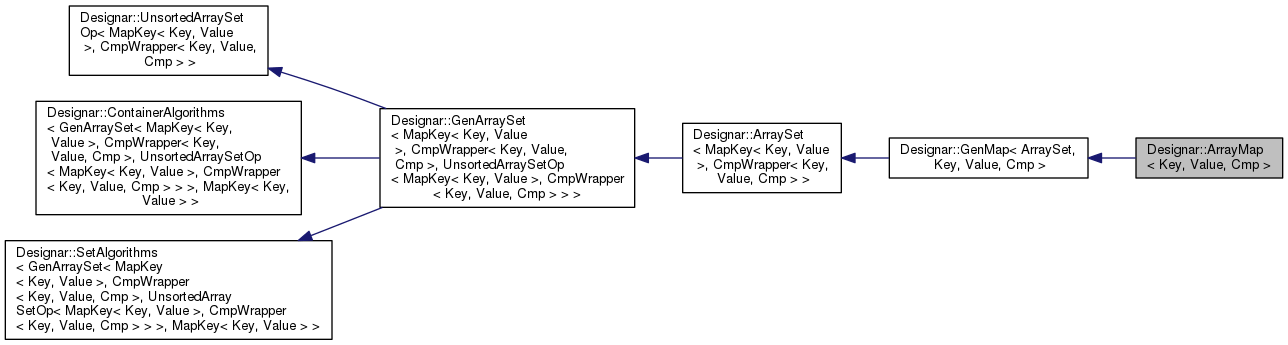 Designar::UnsortedArraySet
Op< MapKey< Key, Value
>, CmpWrapper< Key, Value,
Cmp > >
Designar::ContainerAlgorithms
< GenArraySet< MapKey< Key,
Value >, CmpWrapper< Key,
Value, Cmp >, UnsortedArraySetOp
< MapKey< Key, Value >, CmpWrapper
< Key, Value, Cmp > > >, MapKey< Key,
Value > >
Designar::SetAlgorithms
< GenArraySet< MapKey
< Key, Value >, CmpWrapper
< Key, Value, Cmp >, UnsortedArray
SetOp< MapKey< Key, Value >, CmpWrapper
< Key, Value, Cmp > > >, MapKey< Key, Value > >
Designar::GenArraySet
< MapKey< Key, Value
>, CmpWrapper< Key, Value,
Cmp >, UnsortedArraySetOp
< MapKey< Key, Value >, CmpWrapper
< Key, Value, Cmp > > >
Designar::ArraySet
< MapKey< Key, Value
>, CmpWrapper< Key,
Value, Cmp > >
Designar::GenMap< ArraySet,
Key, Value, Cmp >
Designar::ArrayMap
< Key, Value, Cmp >